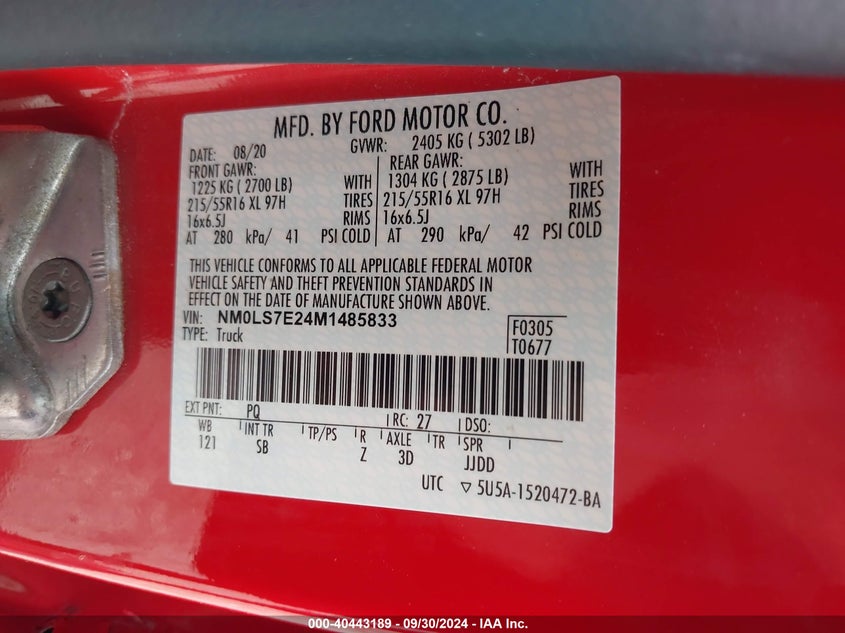 MFD. BY FORD MOTOR CO.
DATE: 08/20 GVWR: 2405 KG ( 5302 LB)
FRONT GAWR: REAR GAWR:
1225 KG ( 2700 LB) WITH 1304 KG ( 2875 LB) WITH
215/55R16 XL 97H TIRES 215/55R16 XL 97H TIRES
16x6.5J RIMS 16x6.5J RIMS
AT 280 kPa/ 41 PSI COLD AT 290 kPa/ 42 PSI COLD
THIS VEHICLE CONFORMS TO ALL APPLICABLE FEDERAL MOTOR
VEHICLE SAFETY AND THEFT PREVENTION STANDARDS IN
EFFECT ON THE DATE OF MANUFACTURE SHOWN ABOVE.
VIN: NM0LS7E24M1485833 F0305
TYPE: Truck T0677
EXT PNT: PQ RC: 27 DSO:
WB INT TR TP/PS R AXLE TR SPR
121 SB Z 3D JJDD
UTC ▽ 5U5A-1520472-BA
000-40443189 - 09/30/2024 - IAA Inc.